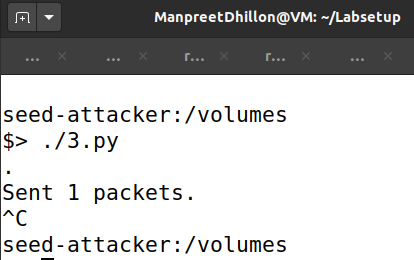 ManpreetDhillon@VM: ~/Labsetup
... ... r... r... ...
seed-attacker:/volumes
$> ./3.py
.
Sent 1 packets.
^C
seed-attacker:/volumes